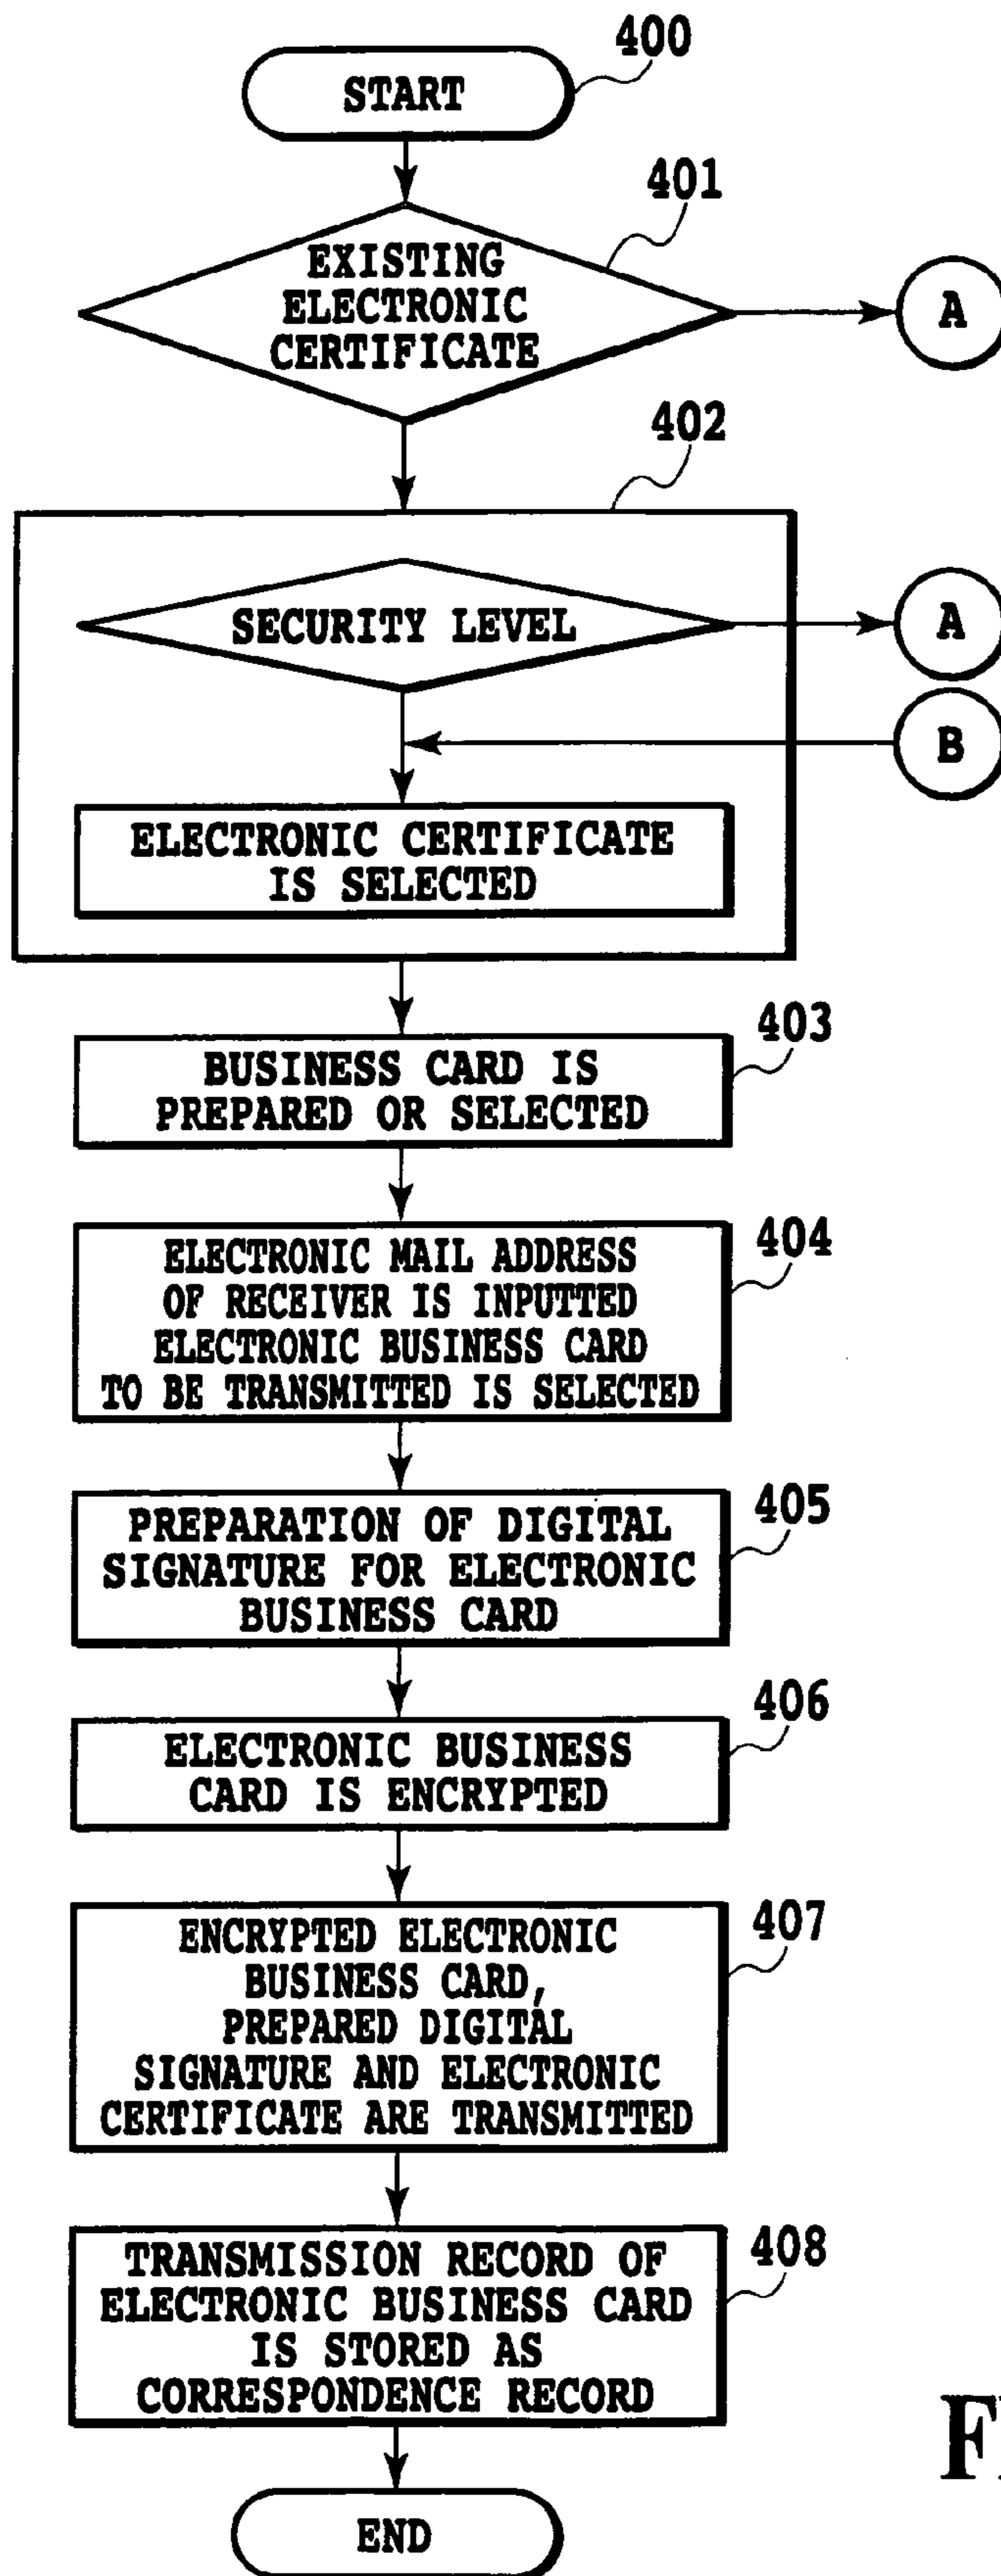 400
START
401
EXISTING
ELECTRONIC
CERTIFICATE
A
402
SECURITY LEVEL
A
B
ELECTRONIC CERTIFICATE
IS SELECTED
403
BUSINESS CARD IS
PREPARED OR SELECTED
404
ELECTRONIC MAIL ADDRESS
OF RECEIVER IS INPUTTED
ELECTRONIC BUSINESS CARD
TO BE TRANSMITTED IS SELECTED
405
PREPARATION OF DIGITAL
SIGNATURE FOR ELECTRONIC
BUSINESS CARD
406
ELECTRONIC BUSINESS
CARD IS ENCRYPTED
407
ENCRYPTED ELECTRONIC
BUSINESS CARD,
PREPARED DIGITAL
SIGNATURE AND ELECTRONIC
CERTIFICATE ARE TRANSMITTED
408
TRANSMISSION RECORD OF
ELECTRONIC BUSINESS CARD
IS STORED AS
CORRESPONDENCE RECORD
END